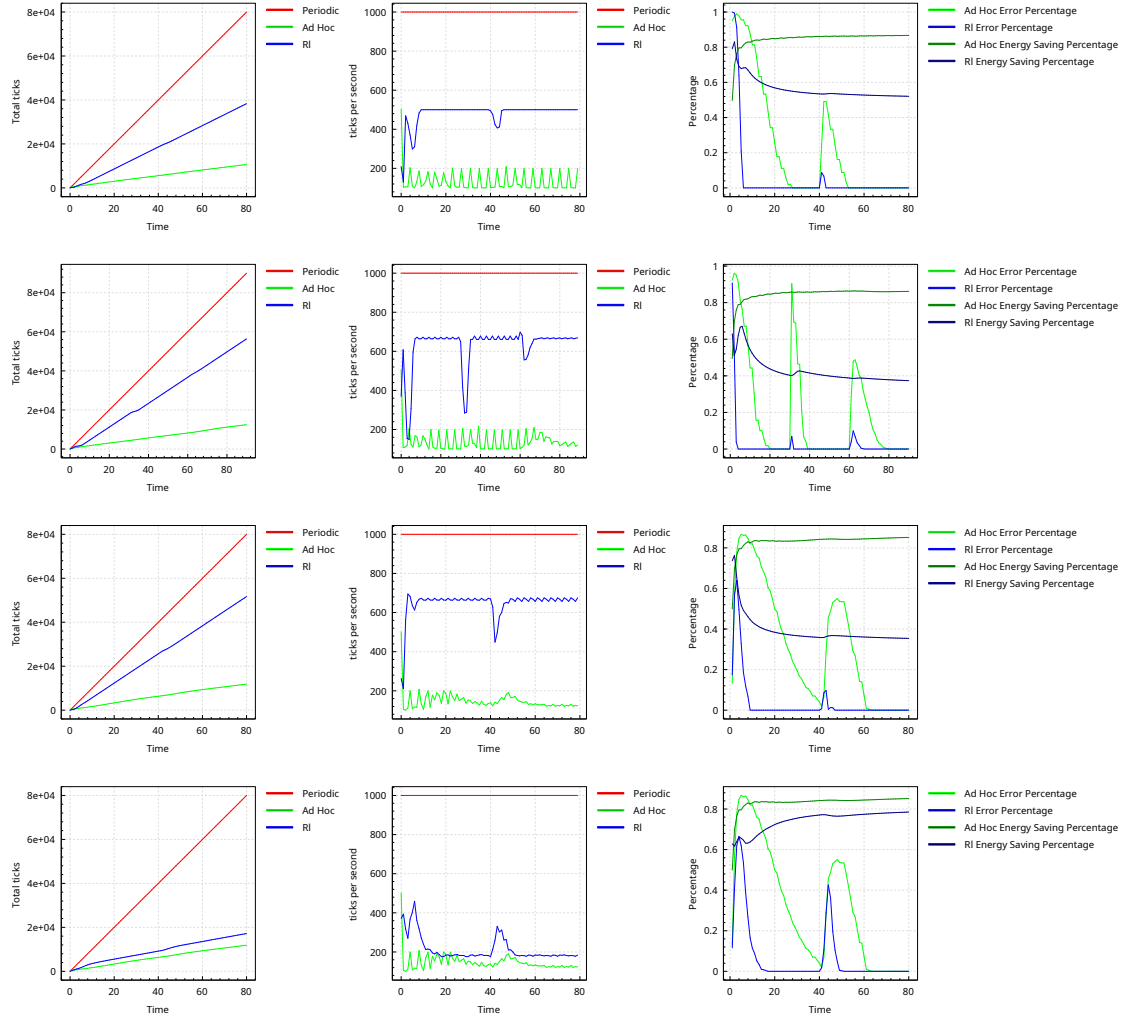 8e+04
6e+04
4e+04
2e+04
0
Total ticks
0 20 40 60 80
Time
Periodic
Ad Hoc
Rl
1000
800
600
400
200
ticks per second
0 20 40 60 80
Time
Periodic
Ad Hoc
Rl
1
0.8
0.6
0.4
0.2
0
Percentage
0 20 40 60 80
Time
Ad Hoc Error Percentage
Rl Error Percentage
Ad Hoc Energy Saving Percentage
Rl Energy Saving Percentage
8e+04
6e+04
4e+04
2e+04
0
Total ticks
0 20 40 60 80
Time
Periodic
Ad Hoc
Rl
1000
800
600
400
200
ticks per second
0 20 40 60 80
Time
Periodic
Ad Hoc
Rl
1
0.8
0.6
0.4
0.2
0
Percentage
0 20 40 60 80
Time
Ad Hoc Error Percentage
Rl Error Percentage
Ad Hoc Energy Saving Percentage
Rl Energy Saving Percentage
8e+04
6e+04
4e+04
2e+04
0
Total ticks
0 20 40 60 80
Time
Periodic
Ad Hoc
Rl
1000
800
600
400
200
ticks per second
0 20 40 60 80
Time
Periodic
Ad Hoc
Rl
0.8
0.6
0.4
0.2
0
Percentage
0 20 40 60 80
Time
Ad Hoc Error Percentage
Rl Error Percentage
Ad Hoc Energy Saving Percentage
Rl Energy Saving Percentage
8e+04
6e+04
4e+04
2e+04
0
Total ticks
0 20 40 60 80
Time
Periodic
Ad Hoc
Rl
1000
800
600
400
200
ticks per second
0 20 40 60 80
Time
Periodic
Ad Hoc
Rl
0.8
0.6
0.4
0.2
0
Percentage
0 20 40 60 80
Time
Ad Hoc Error Percentage
Rl Error Percentage
Ad Hoc Energy Saving Percentage
Rl Energy Saving Percentage